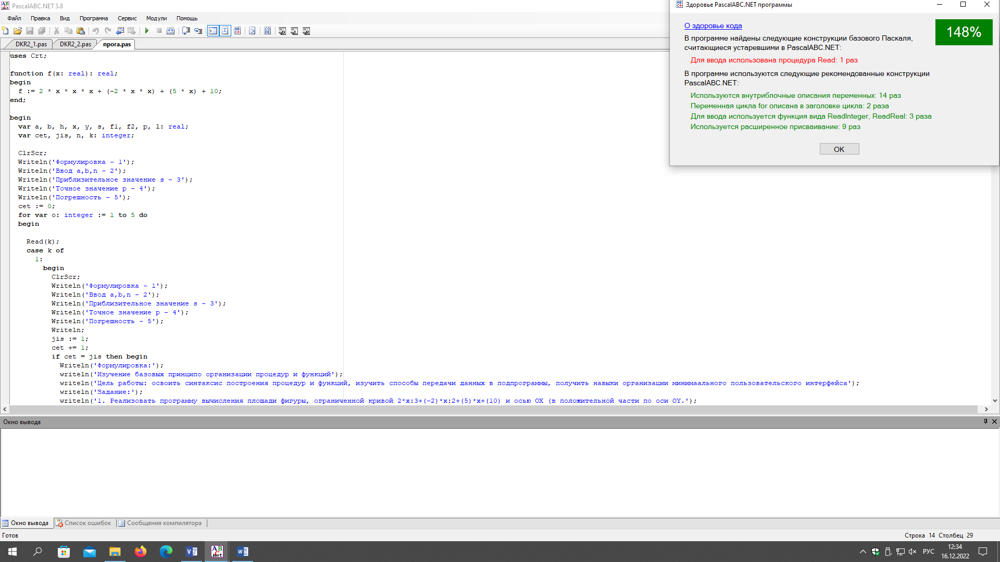 PascalABC.NET 3.8
Файл Правка Вид Программа Сервис Модули Помощь
DKR2_1.pas DKR2_2.pas прога.pas
uses Crt;
function f(x: real): real;
begin
f := 2 * x * x * x + (-2 * x * x) + (5 * x) + 10;
end;
begin
var a, b, h, x, y, s, f1, f2, p, l: real;
var cet, jis, n, k: integer;
ClrScr;
Writeln('Формулировка - 1');
Writeln('Ввод a,b,n - 2');
Writeln('Приблизительное значение s - 3');
Writeln('Точное значение p - 4');
Writeln('Погрешность - 5');
cet := 0;
for var o: integer := 1 to 5 do
begin
Read(k);
case k of
1:
begin
ClrScr;
Writeln('Формулировка - 1');
Writeln('Ввод a,b,n - 2');
Writeln('Приблизительное значение s - 3');
Writeln('Точное значение p - 4');
Writeln('Погрешность - 5');
Writeln;
jis := 1;
cet += 1;
if cet = jis then begin
Writeln('Формулировка:');
writeln('Изучение базовых принципо организации процедур и функций');
writeln('Цель работы: освоить синтаксис построения процедур и функций, изучить способы передачи данных в подпрограммы, получить навыки организации минимаального пользовательского интерфейса');
writeln('Задание:');
writeln('1. Реализовать программу вычисления площади фигуры, ограниченной кривой 2*x:3+(-2)*x:2+(5)*x+(10) и осью OX (в положительной части по оси OY.');
Здоровье PascalABC.NET программы
О здоровье кода
148%
В программе найдены следующие конструкции базового Паскаля,
считающиеся устаревшими в PascalABC.NET:
Для ввода использована процедура Read: 1 раз
В программе используются следующие рекомендованные конструкции
PascalABC.NET:
Используются внутриблочные описания переменных: 14 раз
Переменная цикла for описана в заголовке цикла: 2 раза
Для ввода используется функция вида ReadInteger, ReadReal: 3 раза
Используется расширенное присваивание: 9 раз
OK
Окно вывода
Окно вывода Список ошибок Сообщения компилятора
Готов
Строка 14 Столбец 29
РУС
12:34
16.12.2022